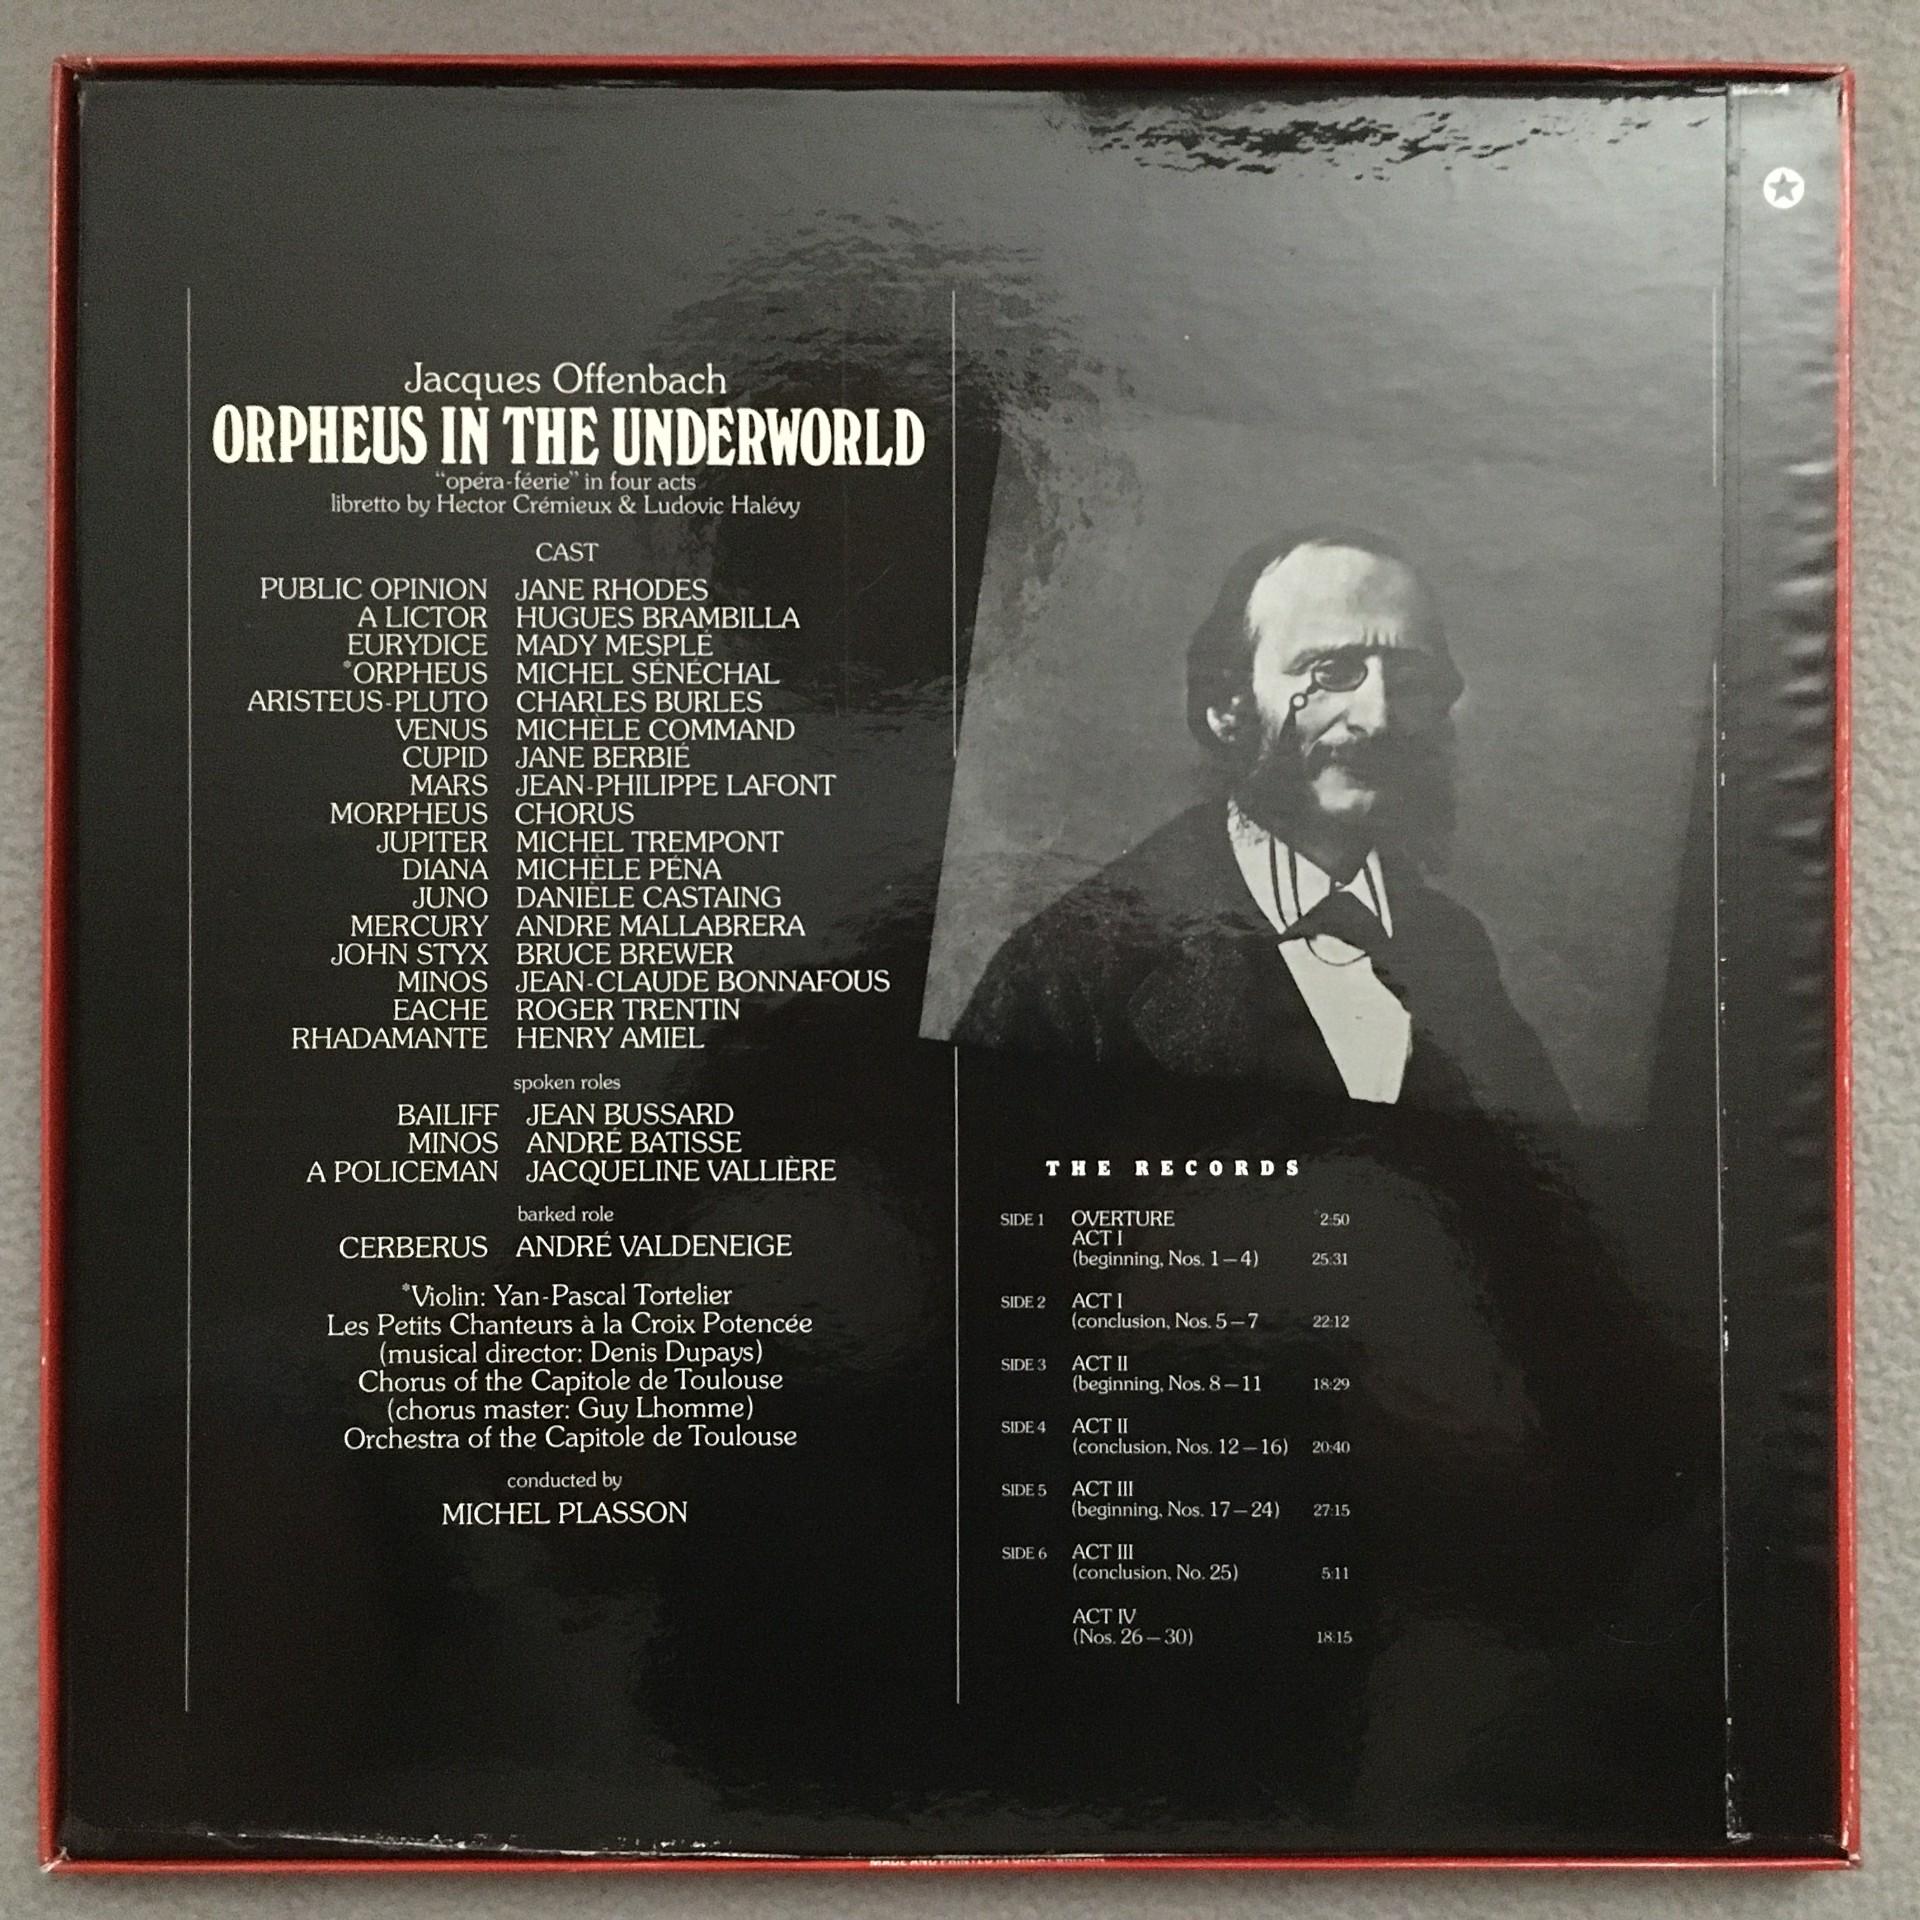 Jacques Offenbach
ORPHEUS IN THE UNDERWORLD
"opéra-féerie" in four acts
libretto by Hector Crémieux & Ludovic Halévy
CAST
PUBLIC OPINION JANE RHODES
A LICTOR HUGUES BRAMBILLA
EURYDICE MADY MESPLÉ
*ORPHEUS MICHEL SÉNÉCHAL
ARISTEUS-PLUTO CHARLES BURLES
VENUS MICHÈLE COMMAND
CUPID JANE BERBIÉ
MARS JEAN-PHILIPPE LAFONT
MORPHEUS CHORUS
JUPITER MICHEL TREMPONT
DIANA MICHÈLE PÉNA
JUNO DANIÈLE CASTAING
MERCURY ANDRE MALLABRERA
JOHN STYX BRUCE BREWER
MINOS JEAN-CLAUDE BONNAFOUS
EACHE ROGER TRENTIN
RHADAMANTE HENRY AMIEL
spoken roles
BAILIFF JEAN BUSSARD
MINOS ANDRÉ BATISSE
A POLICEMAN JACQUELINE VALLIÈRE
barked role
CERBERUS ANDRÉ VALDENEIGE
*Violin: Yan-Pascal Tortelier
Les Petits Chanteurs à la Croix Potencée
(musical director: Denis Dupays)
Chorus of the Capitole de Toulouse
(chorus master: Guy Lhomme)
Orchestra of the Capitole de Toulouse
conducted by
MICHEL PLASSON
THE RECORDS
SIDE 1 OVERTURE 2:50
ACT I
(beginning, Nos. 1–4) 25:31
SIDE 2 ACT I
(conclusion, Nos. 5–7 22:12
SIDE 3 ACT II
(beginning, Nos. 8–11 18:29
SIDE 4 ACT II
(conclusion, Nos. 12–16) 20:40
SIDE 5 ACT III
(beginning, Nos. 17–24) 27:15
SIDE 6 ACT III
(conclusion, No. 25) 5:11
ACT IV
(Nos. 26–30) 18:15
MADE AND PRINTED IN GREAT BRITAIN